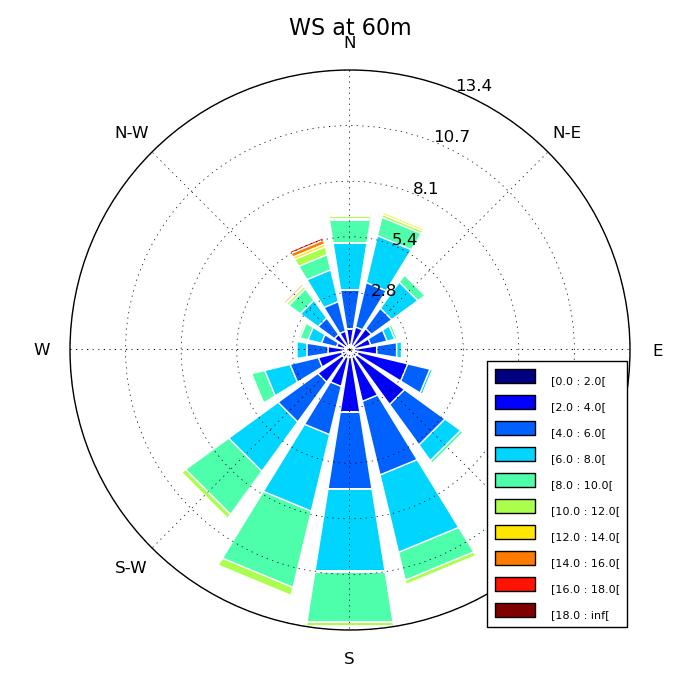 WS at 60m
N
13.4
N-W
N-E
10.7
8.1
5.4
2.8
W
E
[0.0 : 2.0[
[2.0 : 4.0[
[4.0 : 6.0[
[6.0 : 8.0[
[8.0 : 10.0[
[10.0 : 12.0[
[12.0 : 14.0[
[14.0 : 16.0[
[16.0 : 18.0[
[18.0 : inf[
S-W
S